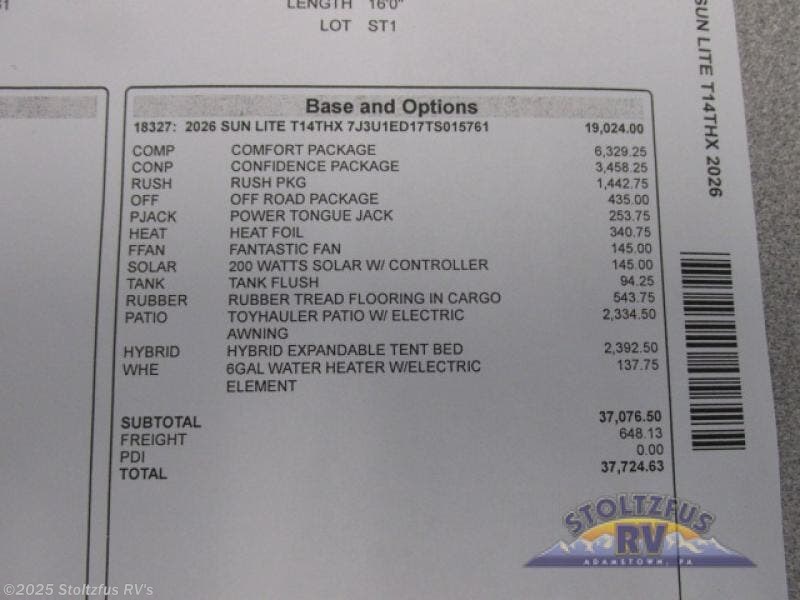 LENGTH 16'0"
LOT ST1
SUN LITE T14THX 2026
Base and Options
18327: 2026 SUN LITE T14THX 7J3U1ED17TS015761 19,024.00
COMP COMFORT PACKAGE 6,329.25
CONP CONFIDENCE PACKAGE 3,458.25
RUSH RUSH PKG 1,442.75
OFF OFF ROAD PACKAGE 435.00
PJACK POWER TONGUE JACK 253.75
HEAT HEAT FOIL 340.75
FFAN FANTASTIC FAN 145.00
SOLAR 200 WATTS SOLAR W/ CONTROLLER 145.00
TANK TANK FLUSH 94.25
RUBBER RUBBER TREAD FLOORING IN CARGO 543.75
PATIO TOYHAULER PATIO W/ ELECTRIC 2,334.50
AWNING
HYBRID HYBRID EXPANDABLE TENT BED 2,392.50
WHE 6GAL WATER HEATER W/ELECTRIC 137.75
ELEMENT
SUBTOTAL 37,076.50
FREIGHT 648.13
PDI 0.00
TOTAL 37,724.63
STOLTZFUS
RV
ADAMSTOWN, PA
©2025 Stoltzfus RV's